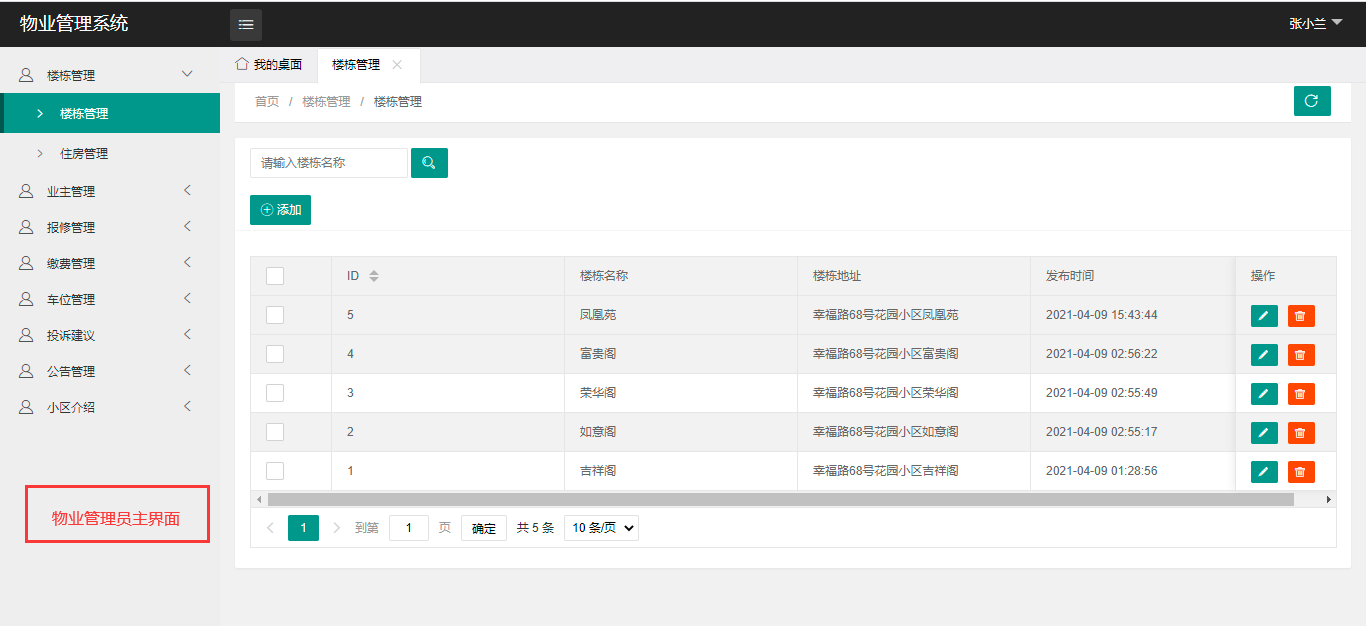 物业管理系统
张小兰
楼栋管理
楼栋管理
住房管理
业主管理
报修管理
缴费管理
车位管理
投诉建议
公告管理
小区介绍
物业管理员主界面
我的桌面 楼栋管理
首页 / 楼栋管理 / 楼栋管理
请输入楼栋名称
添加
ID 楼栋名称 楼栋地址 发布时间 操作
5 凤凰苑 幸福路68号花园小区凤凰苑 2021-04-09 15:43:44
4 富贵阁 幸福路68号花园小区富贵阁 2021-04-09 02:56:22
3 荣华阁 幸福路68号花园小区荣华阁 2021-04-09 02:55:49
2 如意阁 幸福路68号花园小区如意阁 2021-04-09 02:55:17
1 吉祥阁 幸福路68号花园小区吉祥阁 2021-04-09 01:28:56
1 到第 1 页 确定 共 5 条 10 条/页